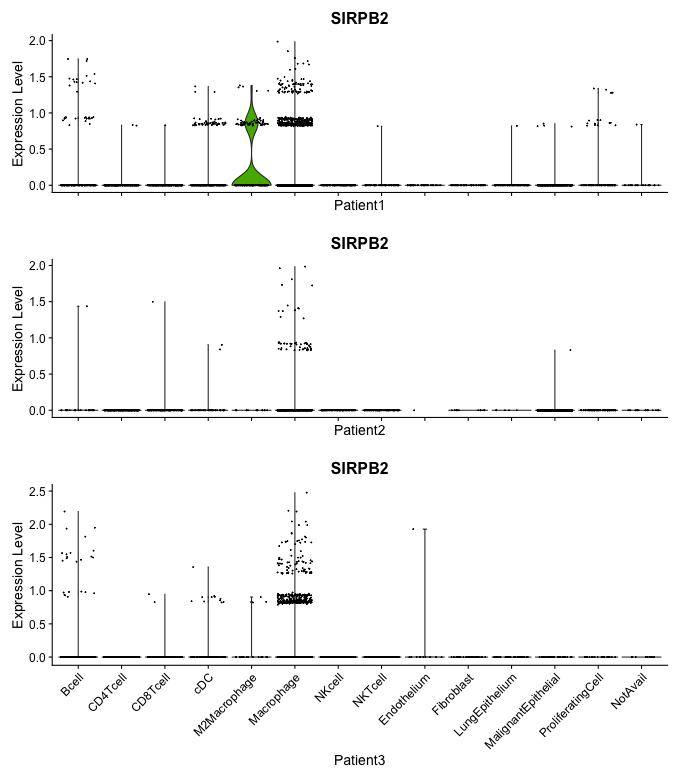 SIRPB2
Expression Level
2.0
1.5
1.0
0.5
0.0
Patient1
SIRPB2
Expression Level
2.0
1.5
1.0
0.5
0.0
Patient2
SIRPB2
Expression Level
2.5
2.0
1.5
1.0
0.5
0.0
Bcell
CD4Tcell
CD8Tcell
cDC
M2Macrophage
Macrophage
NKcell
NKTcell
Endothelium
Fibroblast
LungEpithelium
MalignantEpithelial
ProliferatingCell
NotAvail
Patient3